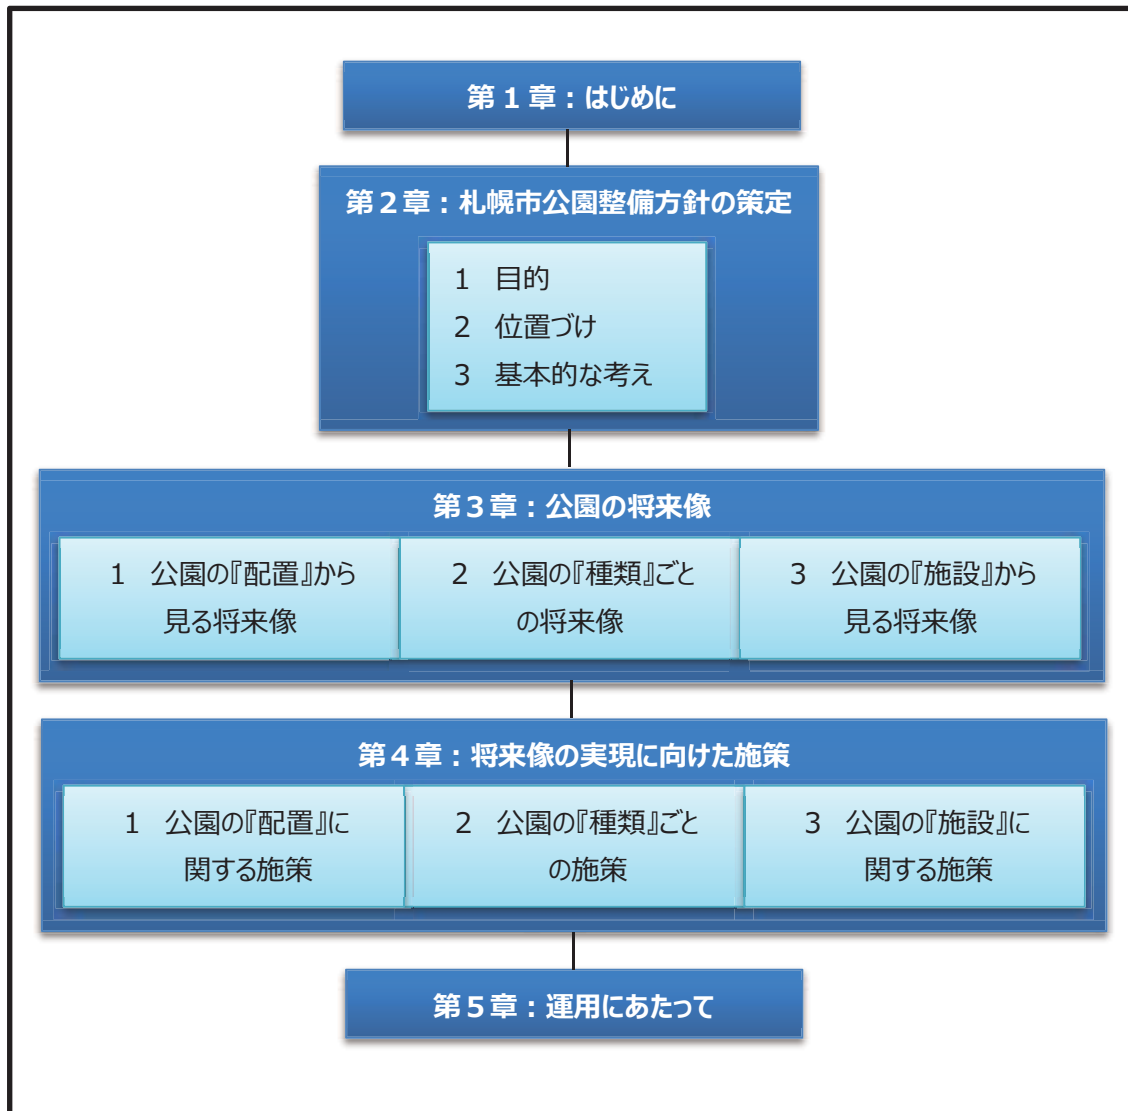 第1章：はじめに
第２章：札幌市公園整備方針の策定
1　目的
2　位置づけ
3　基本的な考え
第３章：公園の将来像
1　公園の『配置』から
見る将来像
2　公園の『種類』ごと
の将来像
3　公園の『施設』から
見る将来像
第４章：将来像の実現に向けた施策
1　公園の『配置』に
関する施策
2　公園の『種類』ごと
の施策
3　公園の『施設』に
関する施策
第５章：運用にあたって